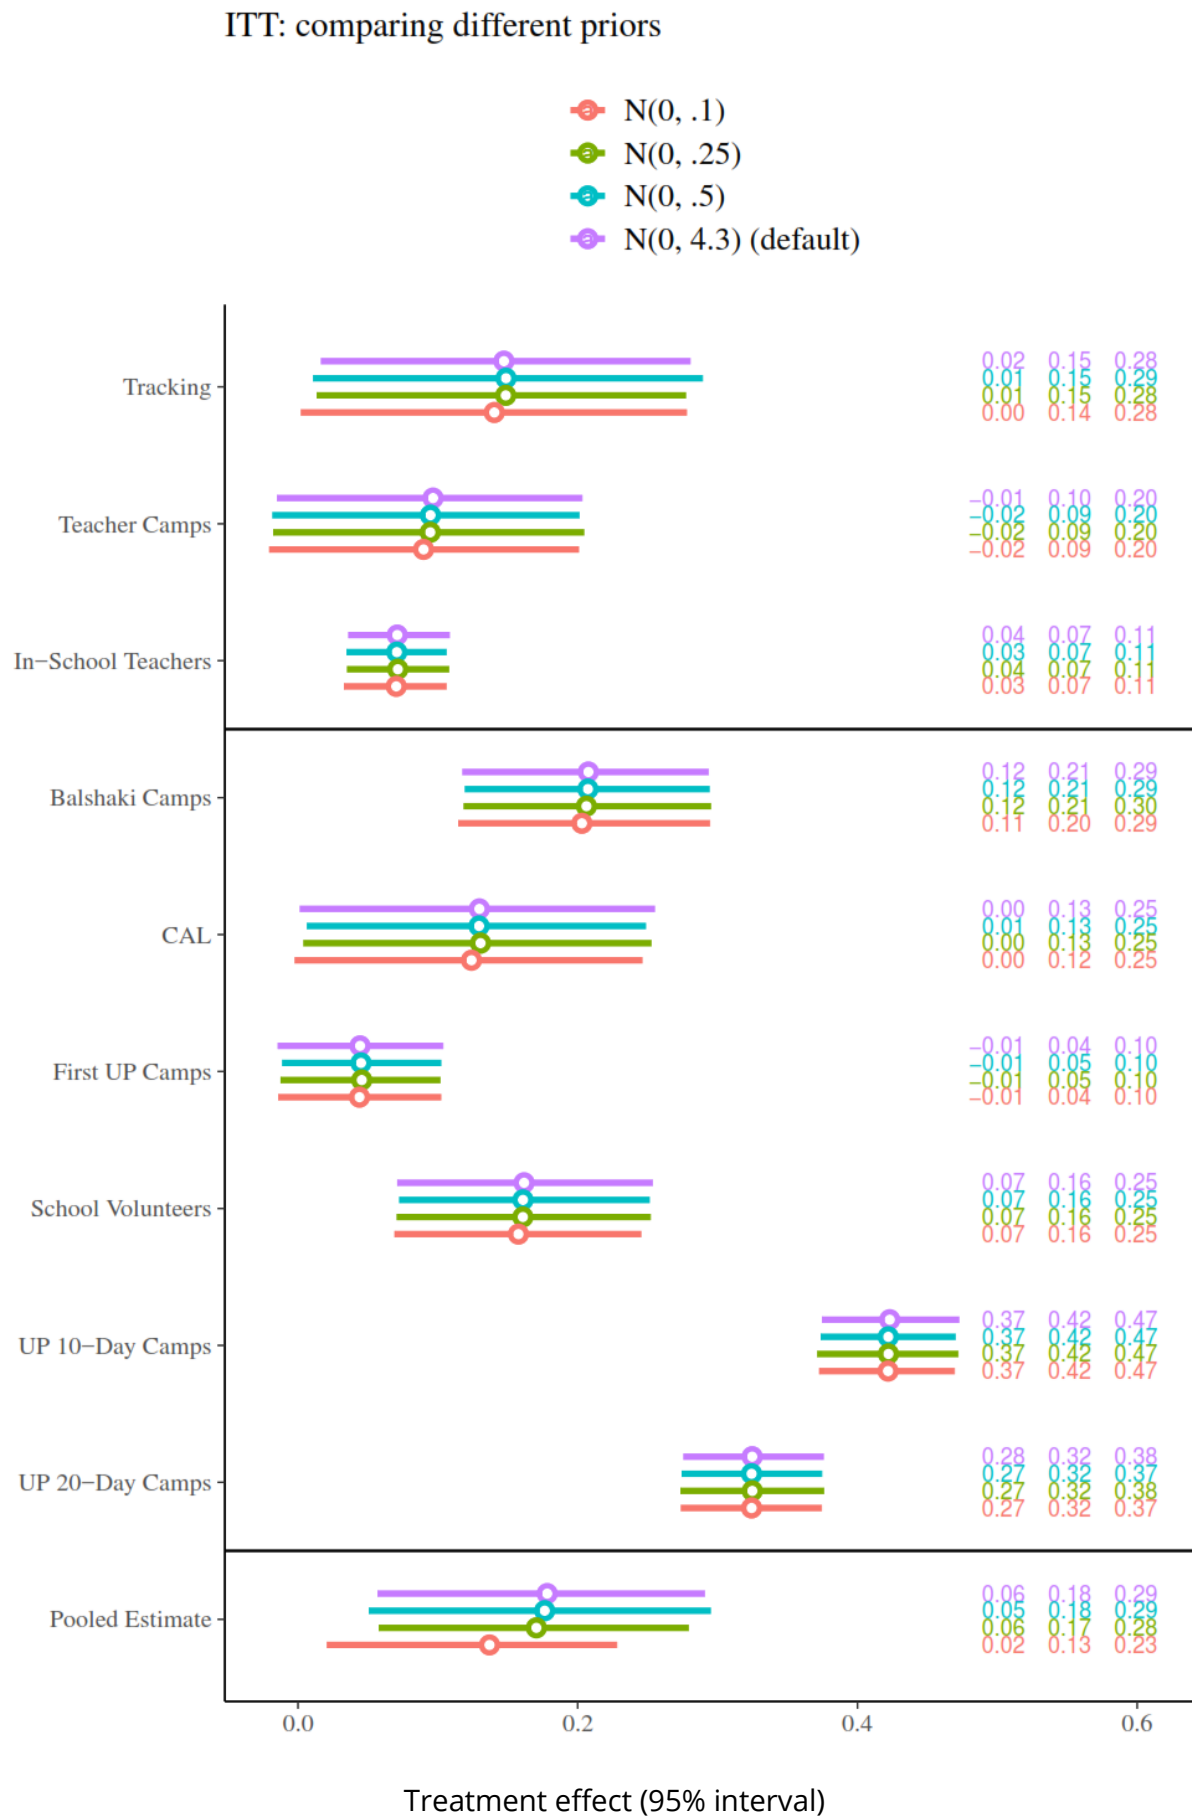 ITT: comparing different priors
N(0, .1)
N(0, .25)
N(0, .5)
N(0, 4.3) (default)
Tracking
0.02 0.15 0.28
0.01 0.15 0.29
0.01 0.15 0.28
0.00 0.14 0.28
Teacher Camps
−0.01 0.10 0.20
−0.02 0.09 0.20
−0.02 0.09 0.20
−0.02 0.09 0.20
In−School Teachers
0.04 0.07 0.11
0.03 0.07 0.11
0.04 0.07 0.11
0.03 0.07 0.11
Balshaki Camps
0.12 0.21 0.29
0.12 0.21 0.29
0.12 0.21 0.30
0.11 0.20 0.29
CAL
0.00 0.13 0.25
0.01 0.13 0.25
0.00 0.13 0.25
0.00 0.12 0.25
First UP Camps
−0.01 0.04 0.10
−0.01 0.05 0.10
−0.01 0.05 0.10
−0.01 0.04 0.10
School Volunteers
0.07 0.16 0.25
0.07 0.16 0.25
0.07 0.16 0.25
0.07 0.16 0.25
UP 10−Day Camps
0.37 0.42 0.47
0.37 0.42 0.47
0.37 0.42 0.47
0.37 0.42 0.47
UP 20−Day Camps
0.28 0.32 0.38
0.27 0.32 0.37
0.27 0.32 0.38
0.27 0.32 0.37
Pooled Estimate
0.06 0.18 0.29
0.05 0.18 0.29
0.06 0.17 0.28
0.02 0.13 0.23
0.0 0.2 0.4 0.6
Treatment effect (95% interval)